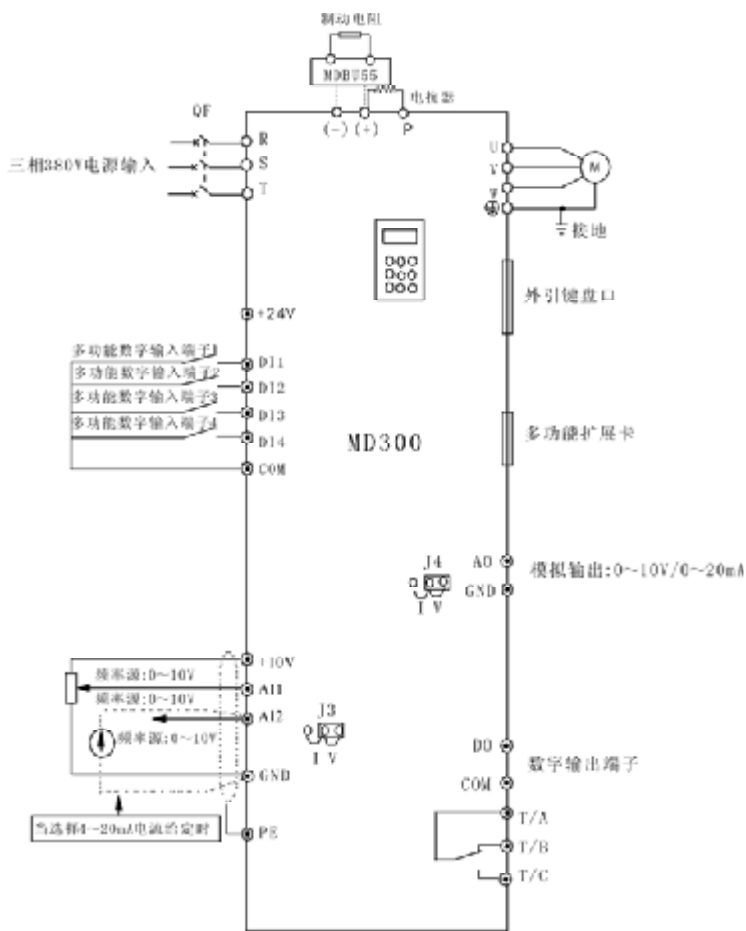 制动电阻
MDBU55
电抗器
(-) (+) P
QF
三相380V电源输入
R
S
T
U
V
W
M
接地
外引键盘口
+24V
多功能数字输入端子1
DI1
多功能数字输入端子2
DI2
多功能数字输入端子3
DI3
多功能数字输入端子4
DI4
COM
MD300
多功能扩展卡
J4
I V
AO
GND
模拟输出:0～10V/0～20mA
+10V
频率源:0～10V
AI1
频率源:0～10V
AI2
频率源:0～10V
J3
I V
GND
当选择4～20mA电流给定时
PE
DO
数字输出端子
COM
T/A
T/B
T/C